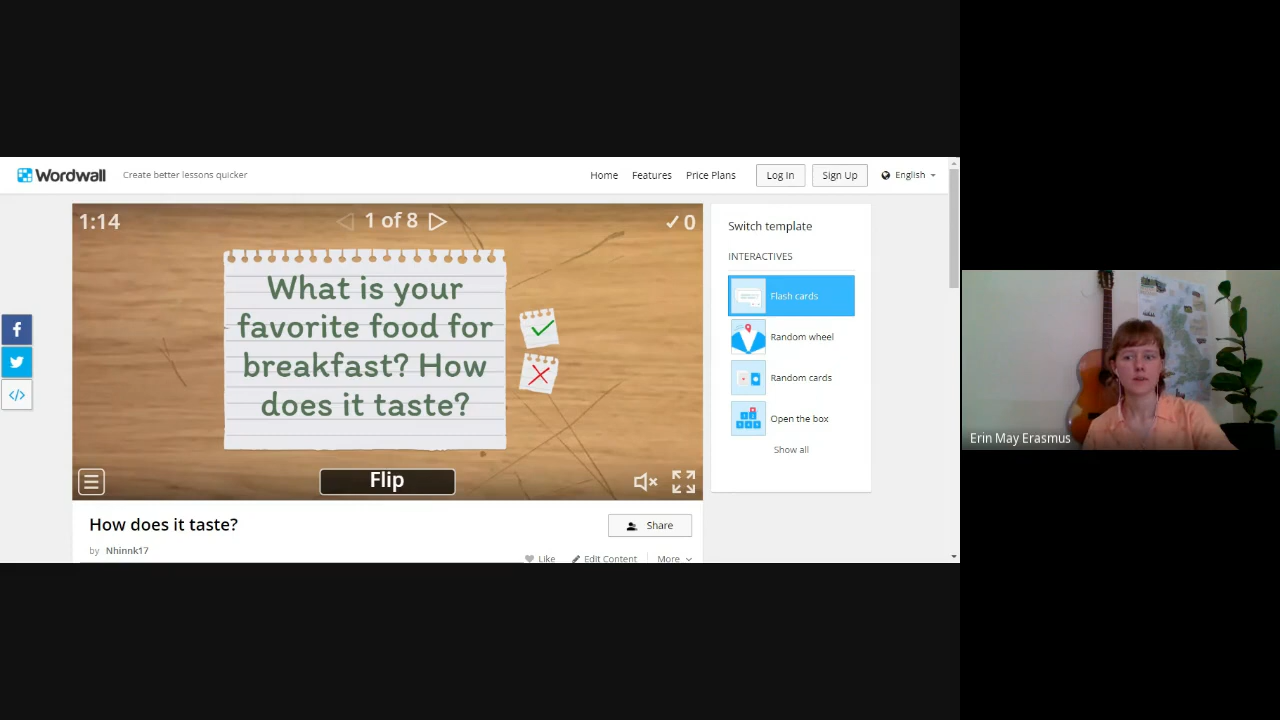 Wordwall
Create better lessons quicker
Home
Features
Price Plans
Log In
Sign Up
English
1:14
1 of 8
✓0
What is your
favorite food for
breakfast? How
does it taste?
Flip
Switch template
INTERACTIVES
Flash cards
Random wheel
Random cards
Open the box
Show all
How does it taste?
Share
by Nhinnk17
Like
Edit Content
More
Erin May Erasmus